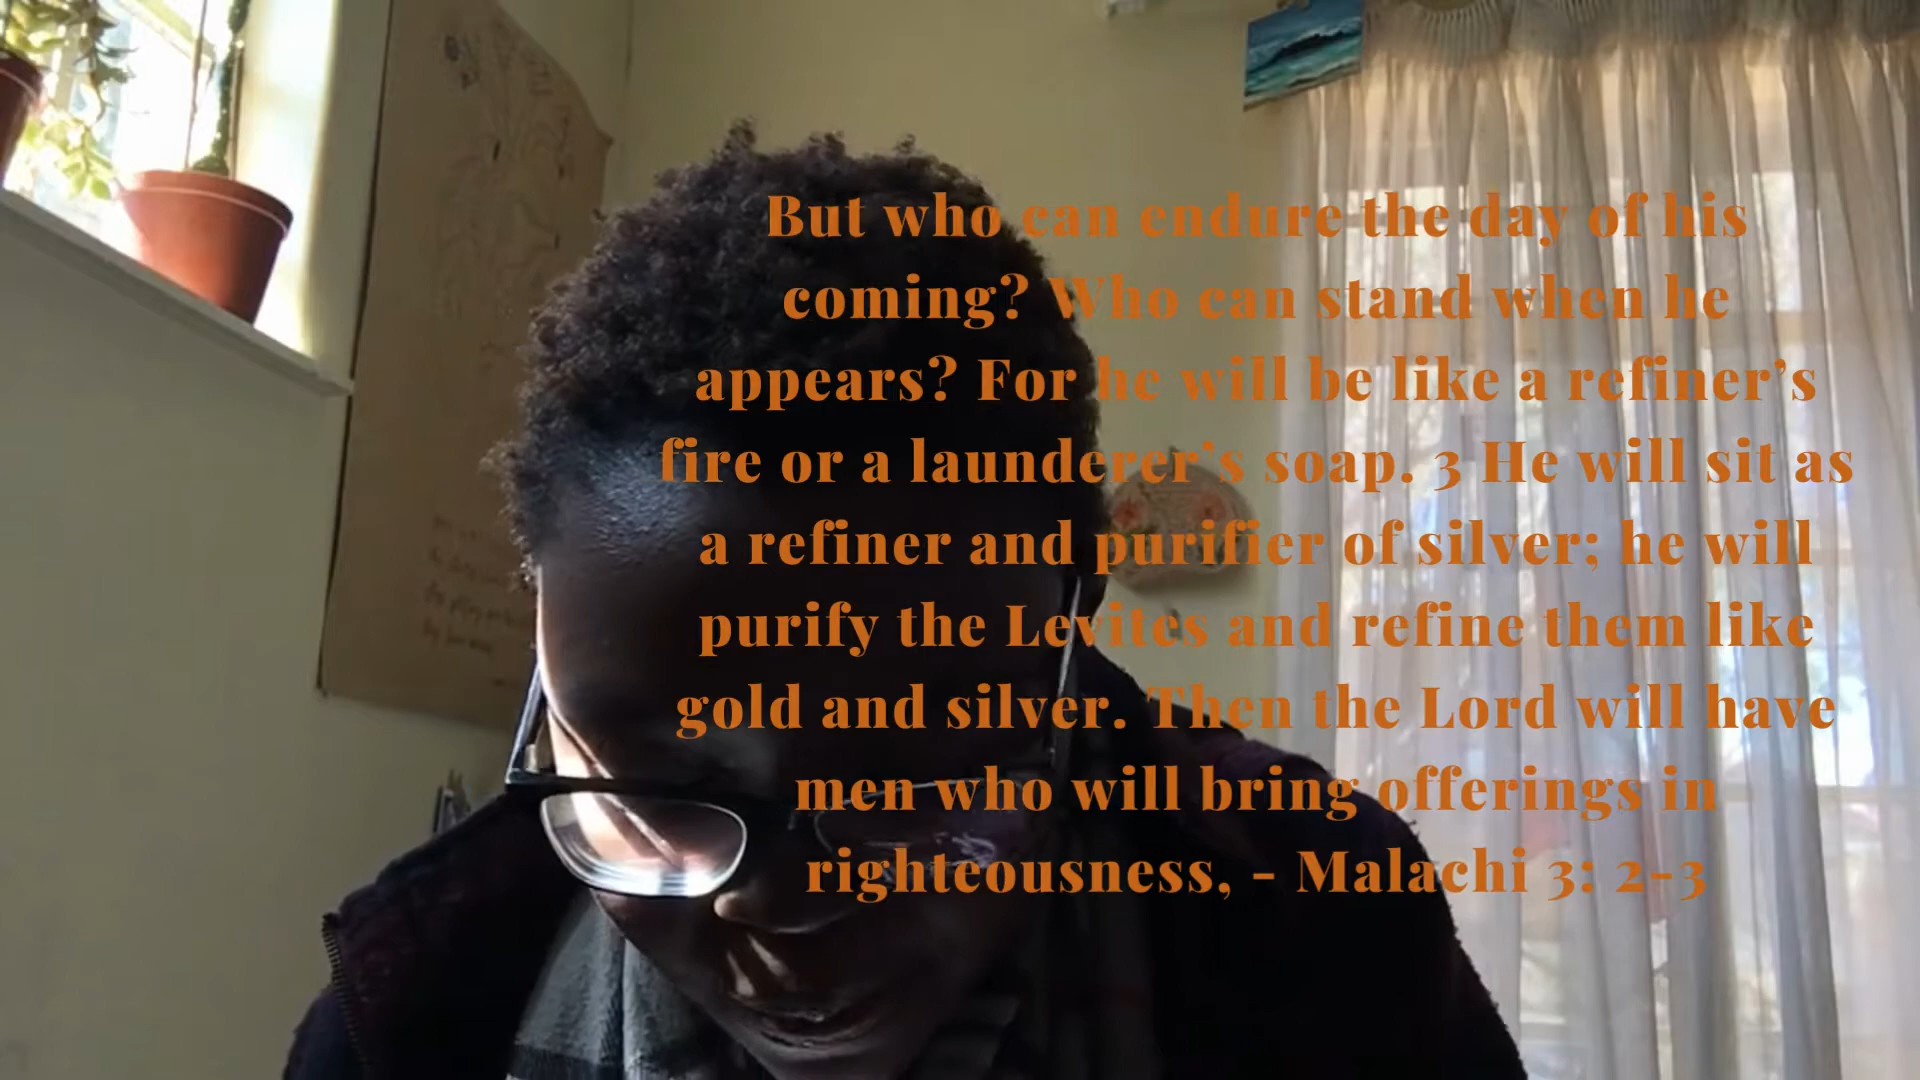 But who can endure the day of his
coming? Who can stand when he
appears? For he will be like a refiner’s
fire or a launderer’s soap. 3 He will sit as
a refiner and purifier of silver; he will
purify the Levites and refine them like
gold and silver. Then the Lord will have
men who will bring offerings in
righteousness, - Malachi 3: 2-3